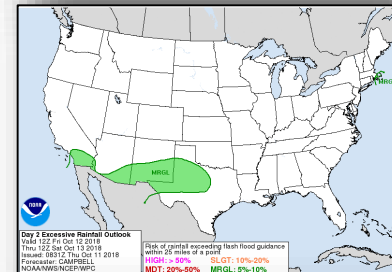 MRGL
MRGL
NOAA
Day 2 Excessive Rainfall Outlook
Valid 12Z Fri Oct 12 2018
Thru 12Z Sat Oct 13 2018
Issued: 0831Z Thu Oct 11 2018
Forecaster: CAMPBELL
NOAA/NWS/NCEP/WPC
Risk of rainfall exceeding flash flood guidance
within 25 miles of a point
HIGH: > 50% SLGT: 10%-20%
MDT: 20%-50% MRGL: 5%-10%